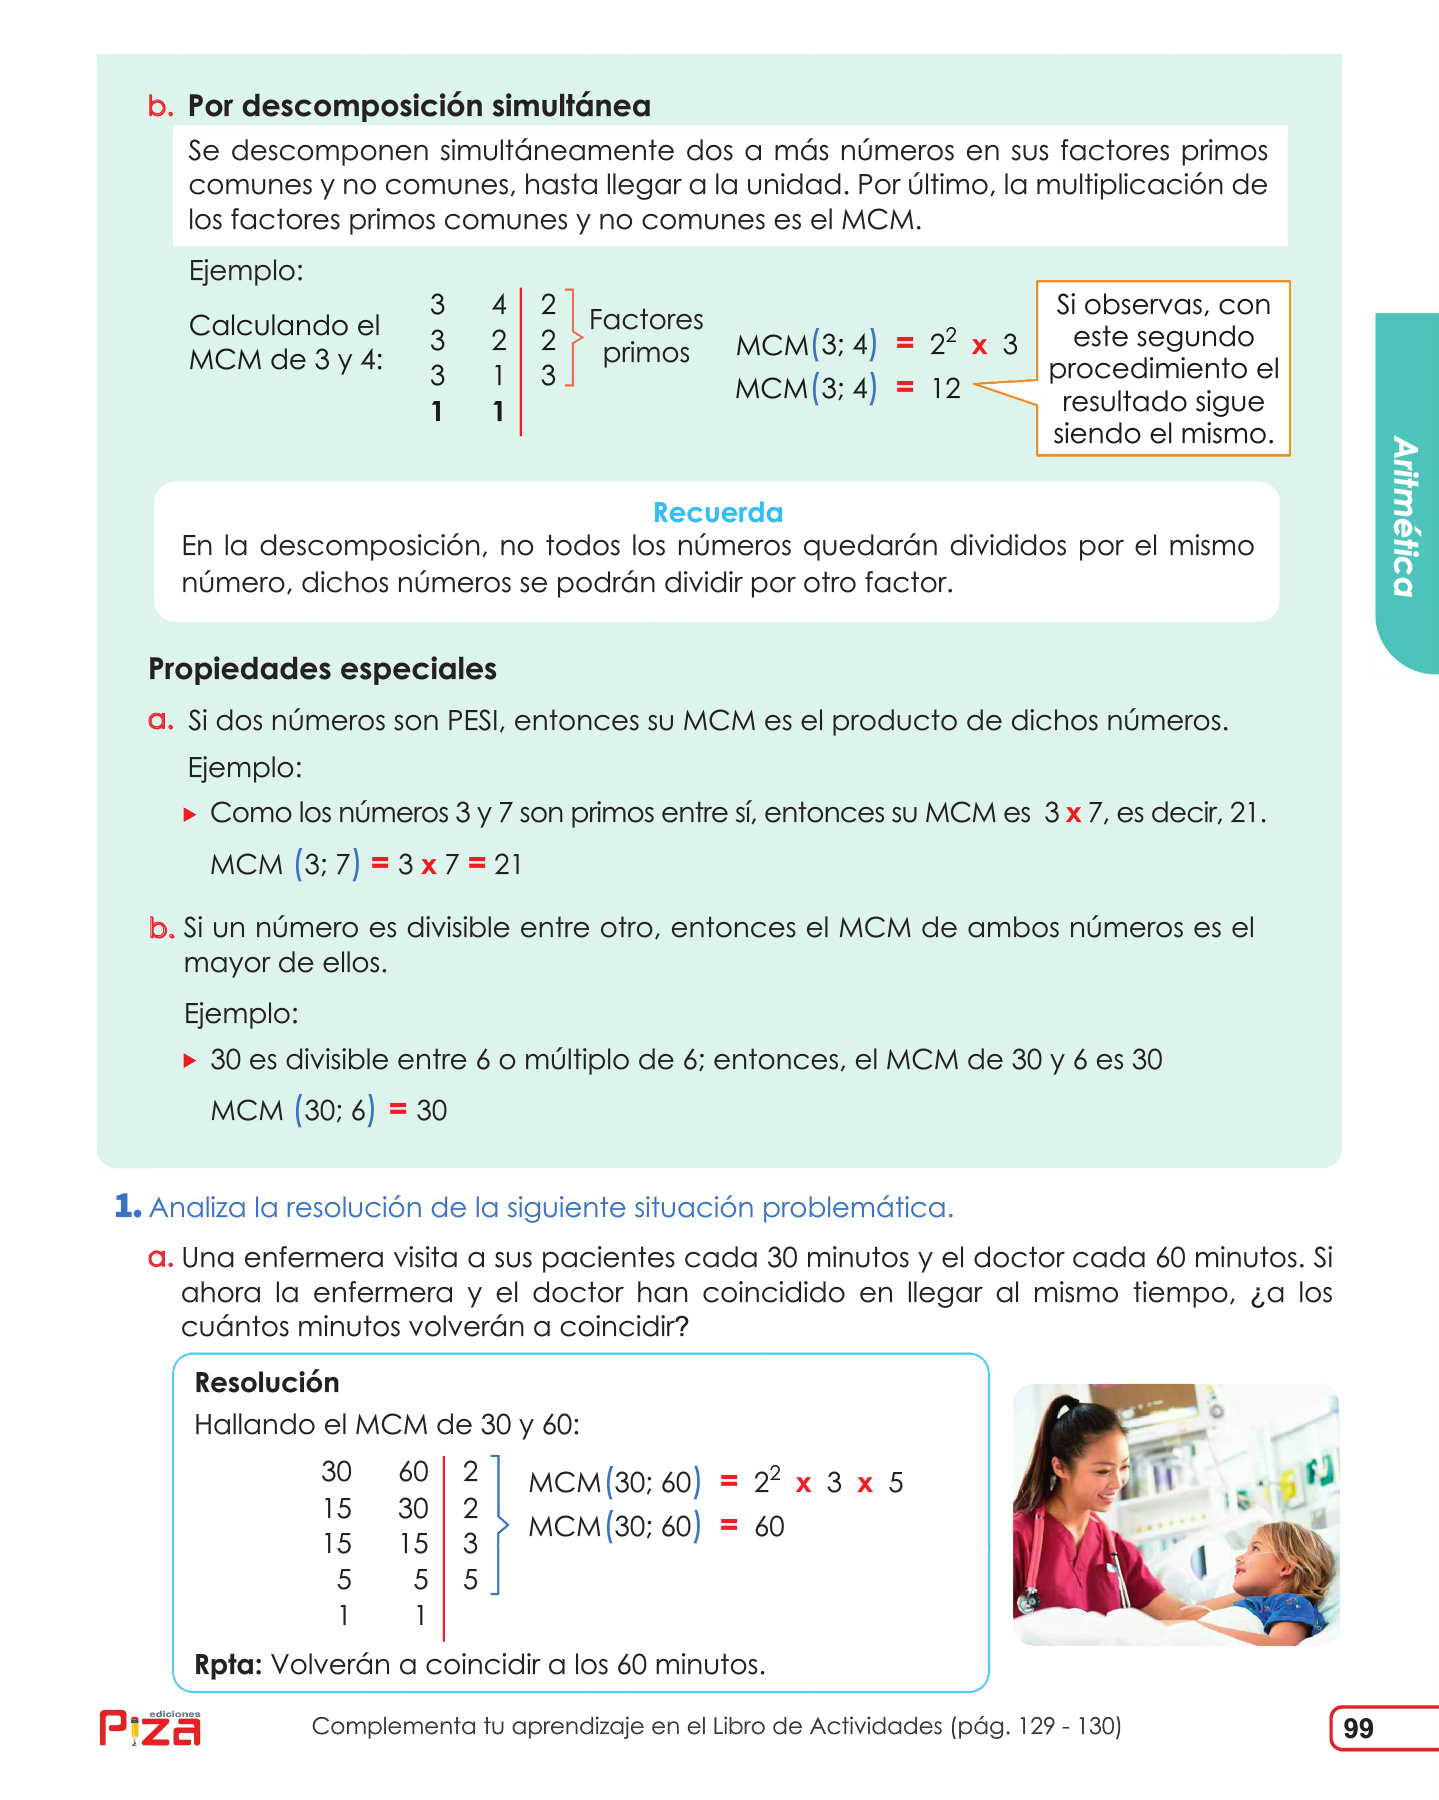 b. Por descomposición simultánea
Se descomponen simultáneamente dos a más números en sus factores primos
comunes y no comunes, hasta llegar a la unidad. Por último, la multiplicación de
los factores primos comunes y no comunes es el MCM.
Ejemplo:
Calculando el
MCM de 3 y 4:
3 4 2
3 2 2
3 1 3
1 1
Factores
primos
MCM(3; 4) = 2² x 3
MCM(3; 4) = 12
Si observas, con
este segundo
procedimiento el
resultado sigue
siendo el mismo.
Recuerda
En la descomposición, no todos los números quedarán divididos por el mismo
número, dichos números se podrán dividir por otro factor.
Propiedades especiales
a. Si dos números son PESI, entonces su MCM es el producto de dichos números.
Ejemplo:
▶ Como los números 3 y 7 son primos entre sí, entonces su MCM es 3 x 7, es decir, 21.
MCM (3; 7) = 3 x 7 = 21
b. Si un número es divisible entre otro, entonces el MCM de ambos números es el
mayor de ellos.
Ejemplo:
▶ 30 es divisible entre 6 o múltiplo de 6; entonces, el MCM de 30 y 6 es 30
MCM (30; 6) = 30
Aritmética
1. Analiza la resolución de la siguiente situación problemática.
a. Una enfermera visita a sus pacientes cada 30 minutos y el doctor cada 60 minutos. Si
ahora la enfermera y el doctor han coincidido en llegar al mismo tiempo, ¿a los
cuántos minutos volverán a coincidir?
Resolución
Hallando el MCM de 30 y 60:
30 60 2
15 30 2
15 15 3
5 5 5
1 1
MCM(30; 60) = 2² x 3 x 5
MCM(30; 60) = 60
Rpta: Volverán a coincidir a los 60 minutos.
ediciones
Piza
Complementa tu aprendizaje en el Libro de Actividades (pág. 129 - 130)
99